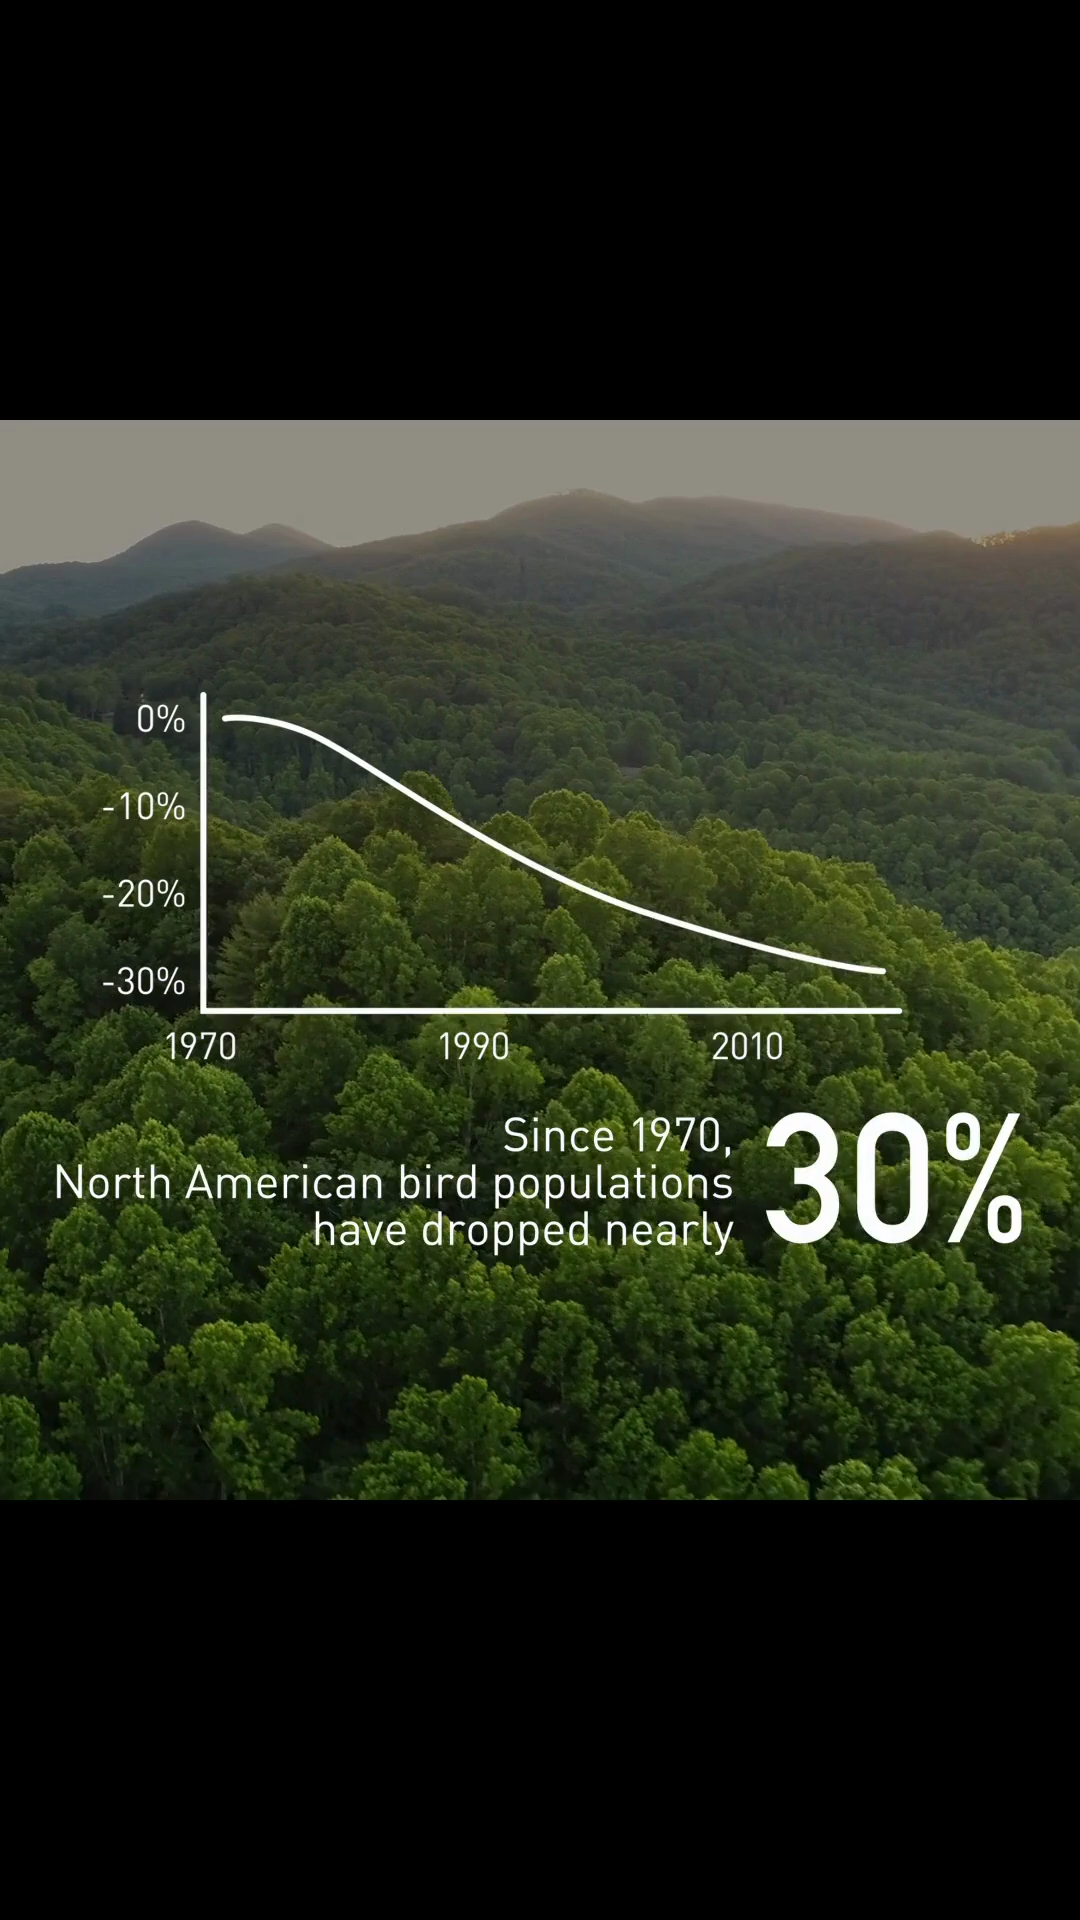 0%
-10%
-20%
-30%
1970 1990 2010
Since 1970,
North American bird populations
have dropped nearly
30%